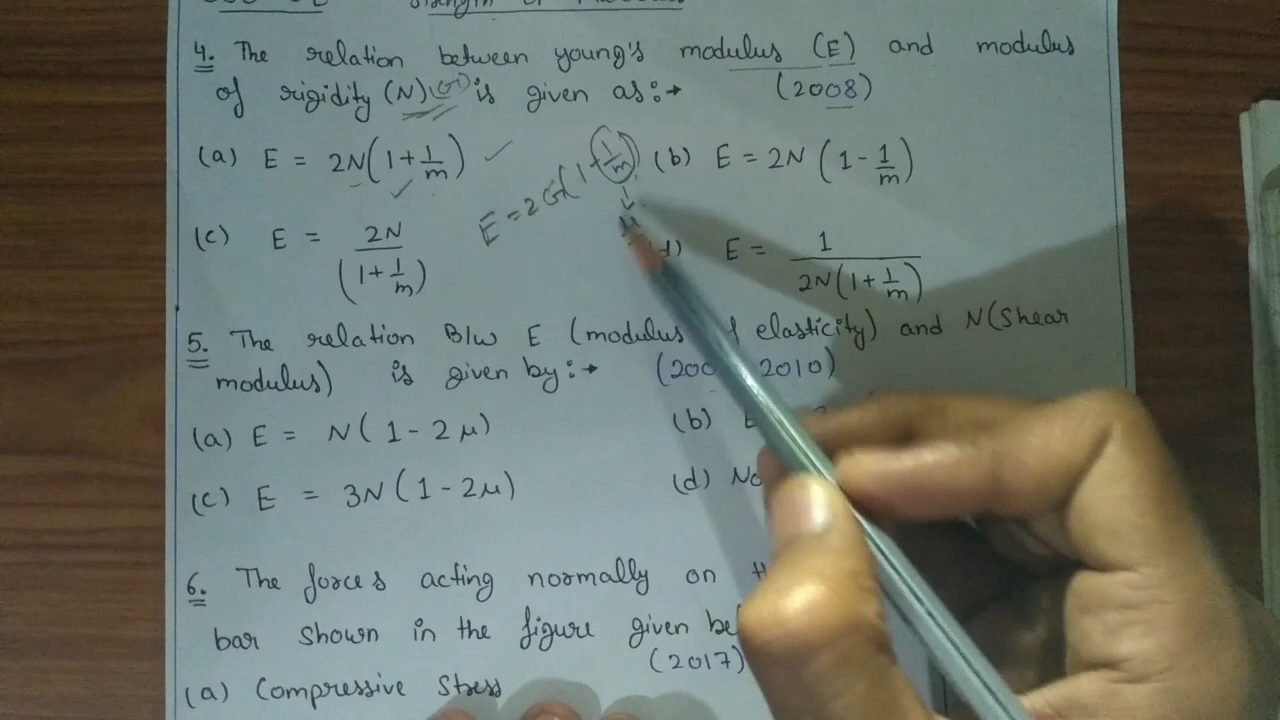 4. The relation between young's modulus (E) and modulus
of rigidity (N) (G) is given as:→ (2008)
(a) E = 2N(1+1/m) ✓ (b) E = 2N (1-1/m)
E = 2G(1+1/m)
↓
μ
(c) E = 2N/(1+1/m) (d) E = 1/2N(1+1/m)
5. The relation B/w E (modulus elasticity) and N(Shear
modulus) is given by:→ 2010)
(a) E = N(1-2μ) (b)
(c) E = 3N(1-2μ) (d)
6. The forces acting normally on
bar shown in the figure given
(2017)
(a) Compressive Stress